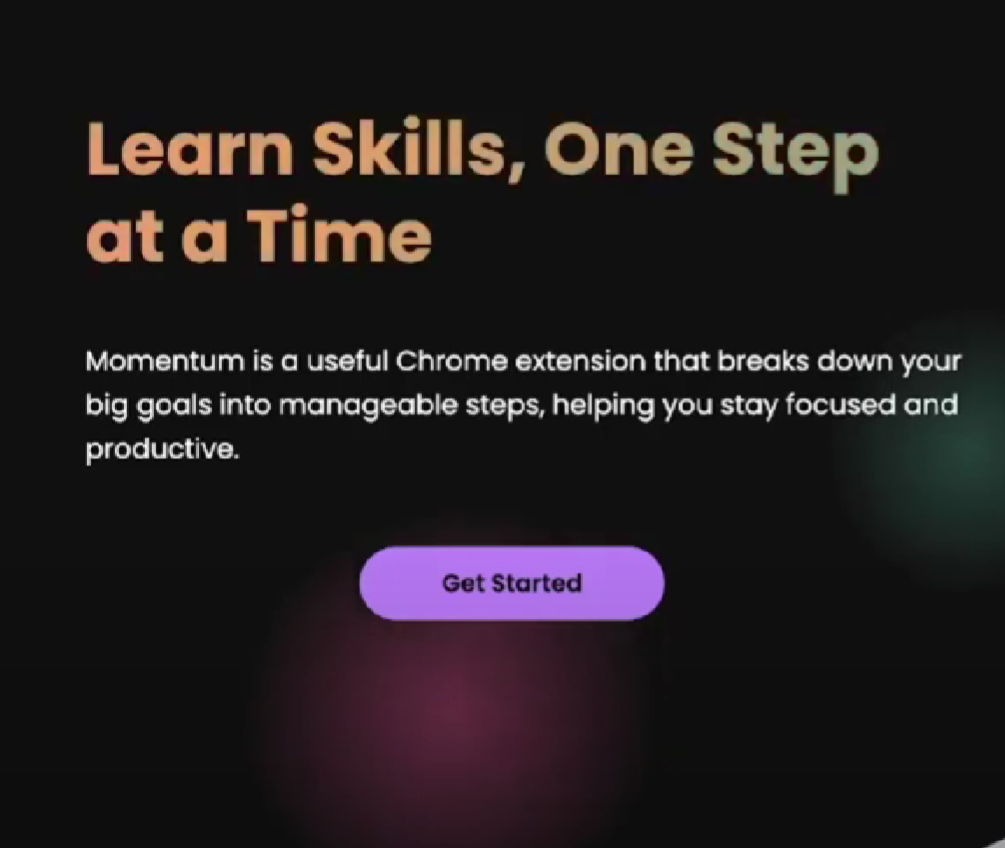 Learn Skills, One Step
at a Time
Momentum is a useful Chrome extension that breaks down your
big goals into manageable steps, helping you stay focused and
productive.
Get Started